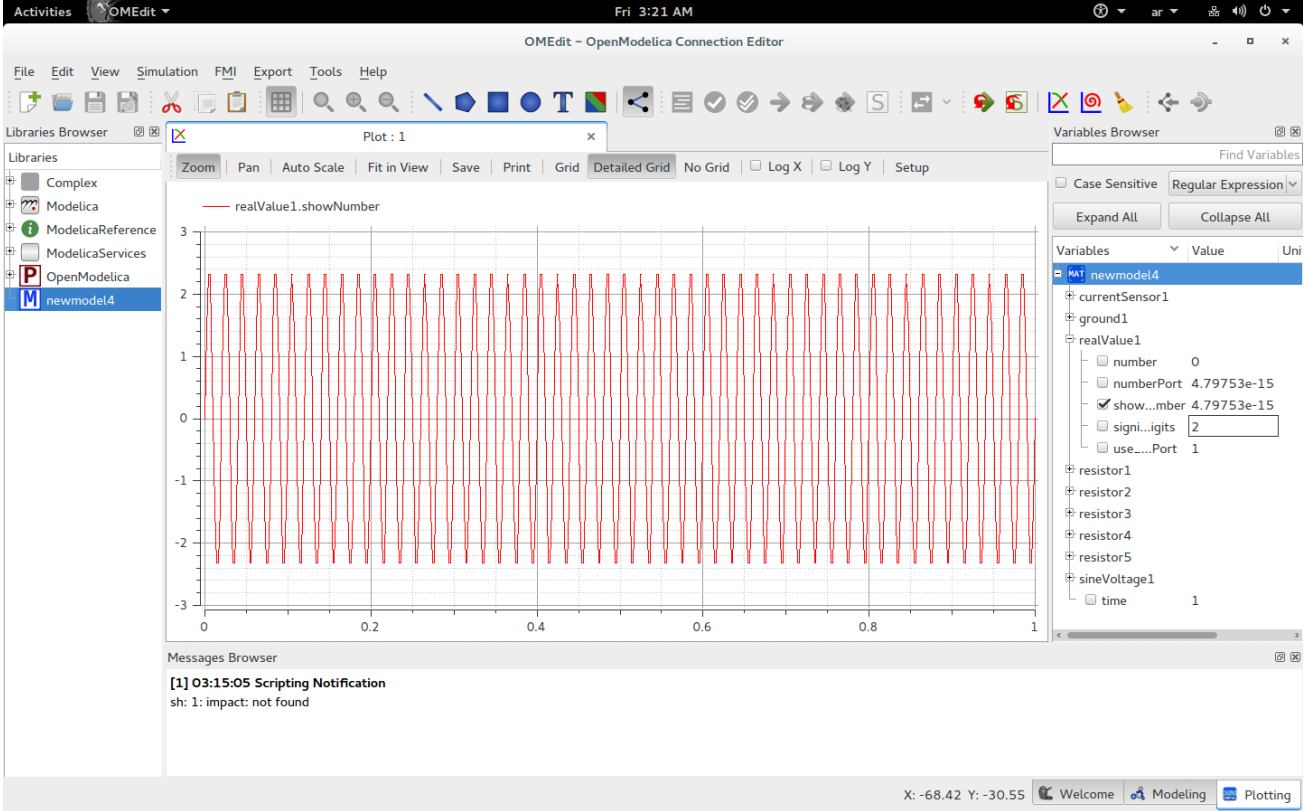 Activities OMEdit Fri 3:21 AM ar
OMEdit – OpenModelica Connection Editor
File Edit View Simulation FMI Export Tools Help
T S S
Libraries Browser
Plot : 1
Variables Browser
Find Variables
Libraries
Zoom Pan Auto Scale Fit in View Save Print Grid Detailed Grid No Grid Log X Log Y Setup
Case Sensitive Regular Expression
Expand All Collapse All
Complex
Modelica
i ModelicaReference
ModelicaServices
P OpenModelica
M newmodel4
realValue1.showNumber
3
2
1
0
-1
-2
-3
0 0.2 0.4 0.6 0.8 1
Variables Value Uni
MAT newmodel4
currentSensor1
ground1
realValue1
number 0
numberPort 4.79753e-15
show...mber 4.79753e-15
signi...igits 2
use_...Port 1
resistor1
resistor2
resistor3
resistor4
resistor5
sineVoltage1
time 1
Messages Browser
[1] 03:15:05 Scripting Notification
sh: 1: impact: not found
X: -68.42 Y: -30.55 Welcome Modeling Plotting